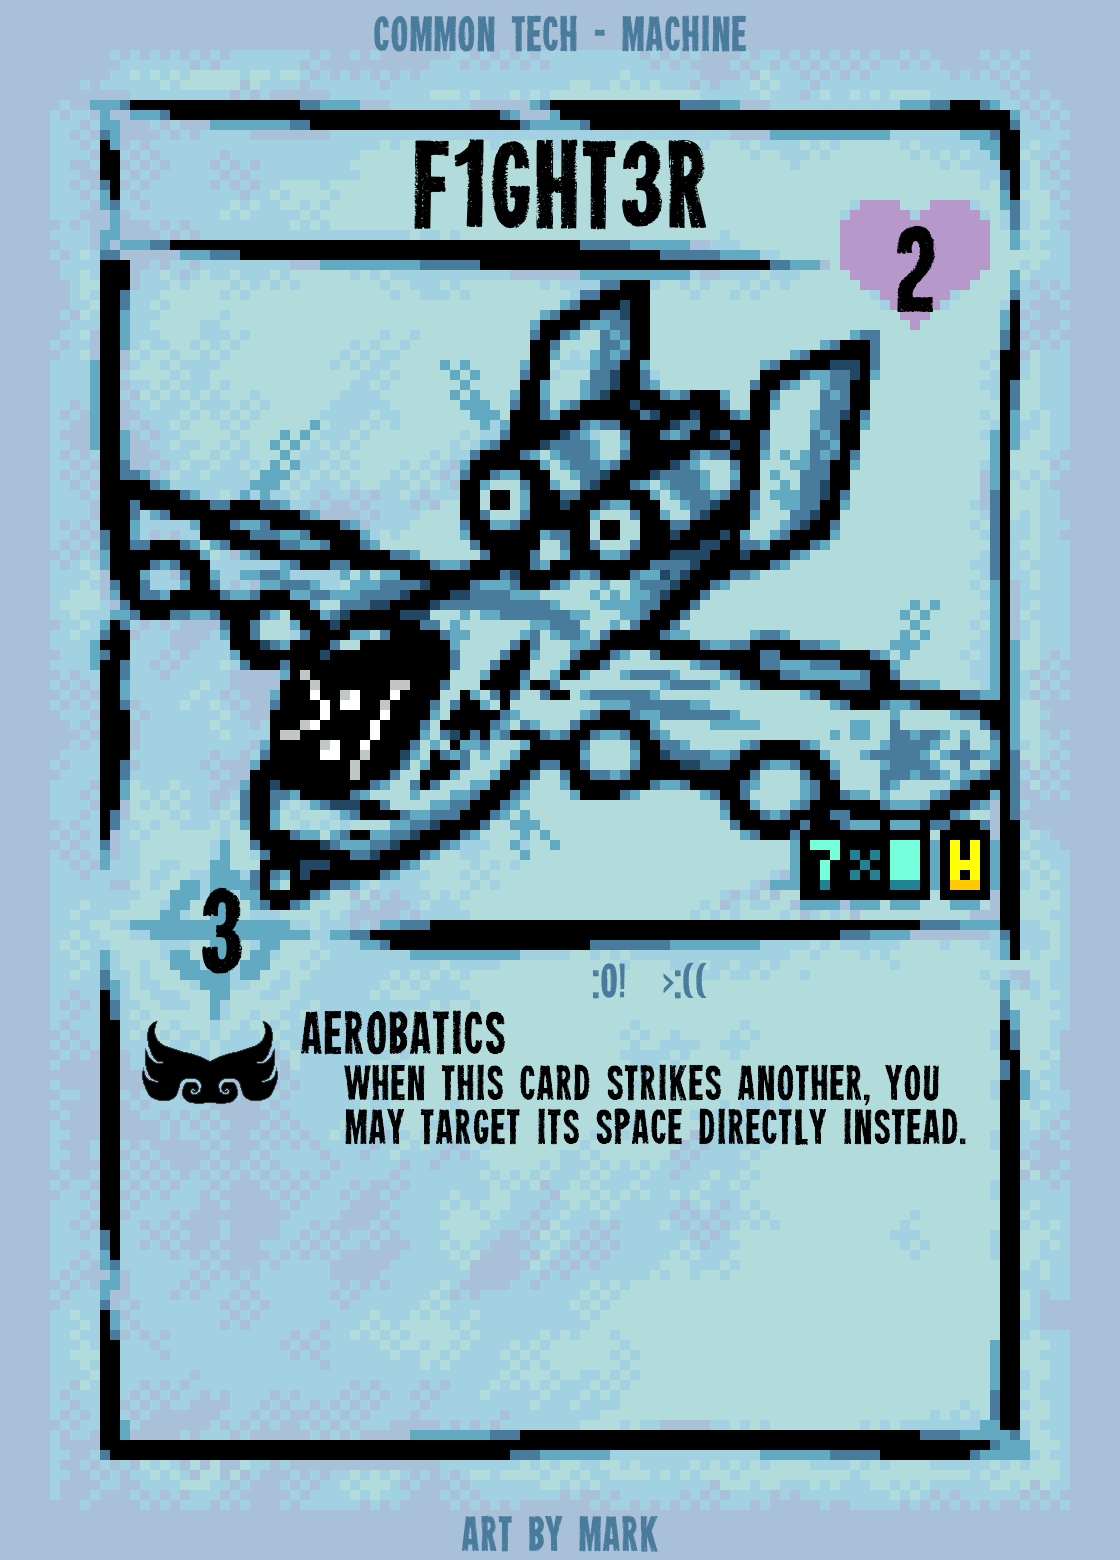 COMMON TECH - MACHINE
F1GHT3R
2
7 x
3
:0! >:((
AEROBATICS
WHEN THIS CARD STRIKES ANOTHER, YOU
MAY TARGET ITS SPACE DIRECTLY INSTEAD.
ART BY MARK